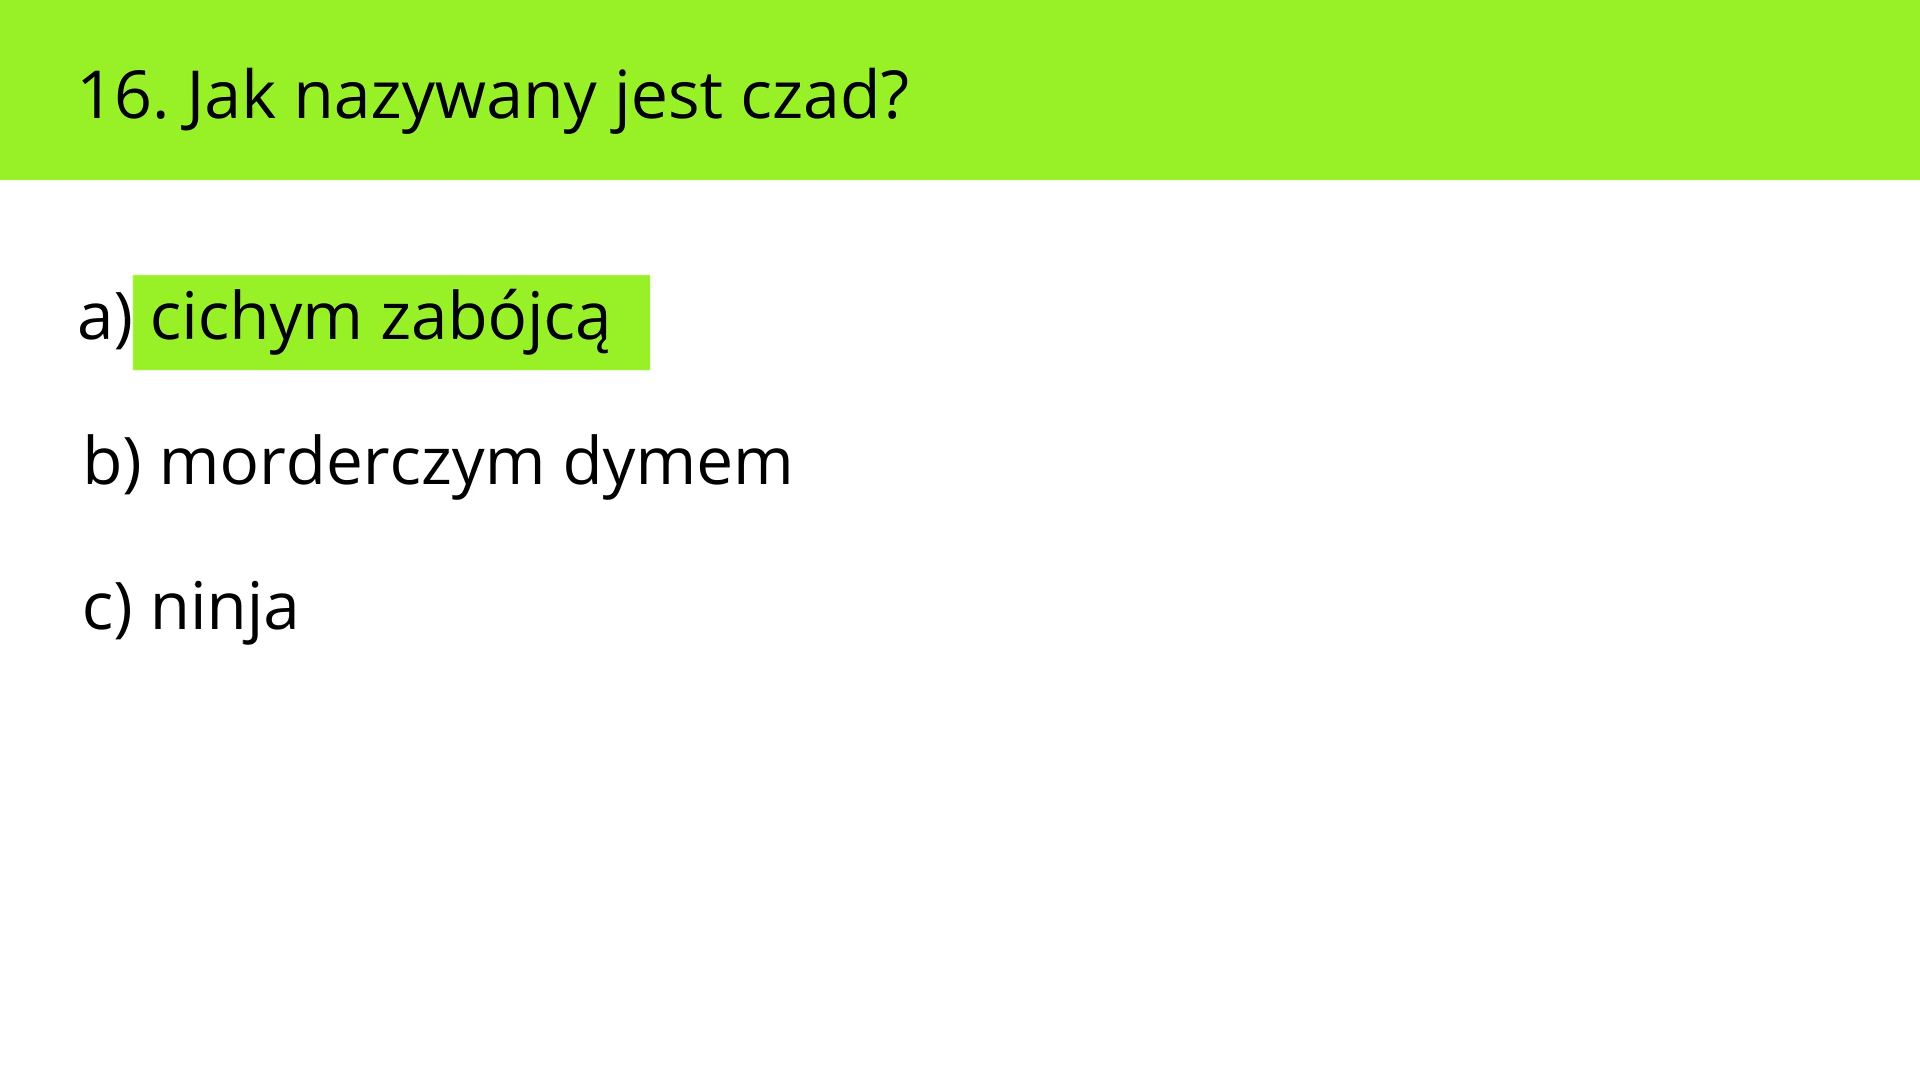 16. Jak nazywany jest czad?
a) cichym zabójcą
b) morderczym dymem
c) ninja